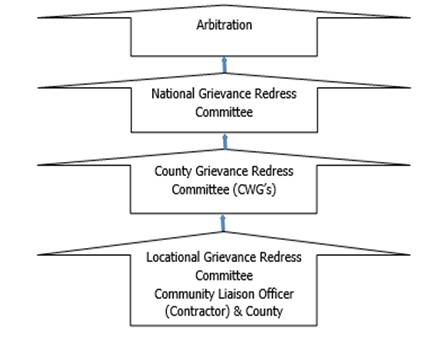 Arbitration
National Grievance Redress
Committee
County Grievance Redress
Committee (CWG's)
Locational Grievance Redress
Committee
Community Liaison Officer
(Contractor) & County